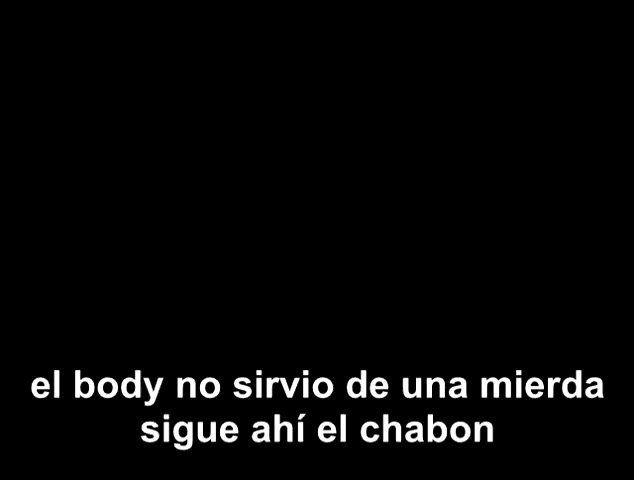 el body no sirvio de una mierda
sigue ahí el chabon